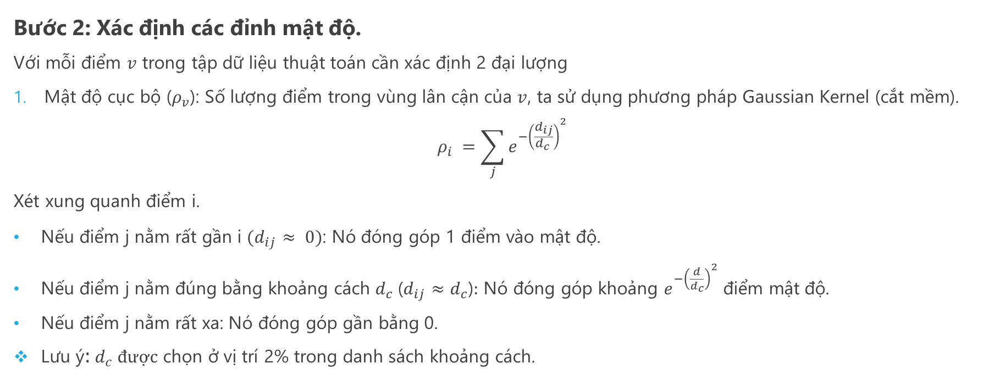 Bước 2: Xác định các đỉnh mật độ.
Với mỗi điểm 𝑣 trong tập dữ liệu thuật toán cần xác định 2 đại lượng
1. Mật độ cục bộ (𝜌ᵥ): Số lượng điểm trong vùng lân cận của 𝑣, ta sử dụng phương pháp Gaussian Kernel (cắt mềm).
$\rho_i = \sum_j e^{-\left(\frac{d_{ij}}{d_c}\right)^2}$
Xét xung quanh điểm i.
• Nếu điểm j nằm rất gần i ($d_{ij} \approx 0$): Nó đóng góp 1 điểm vào mật độ.
• Nếu điểm j nằm đúng bằng khoảng cách $d_c$ ($d_{ij} \approx d_c$): Nó đóng góp khoảng $e^{-\left(\frac{d}{d_c}\right)^2}$ điểm mật độ.
• Nếu điểm j nằm rất xa: Nó đóng góp gần bằng 0.
❖ Lưu ý: $d_c$ được chọn ở vị trí 2% trong danh sách khoảng cách.